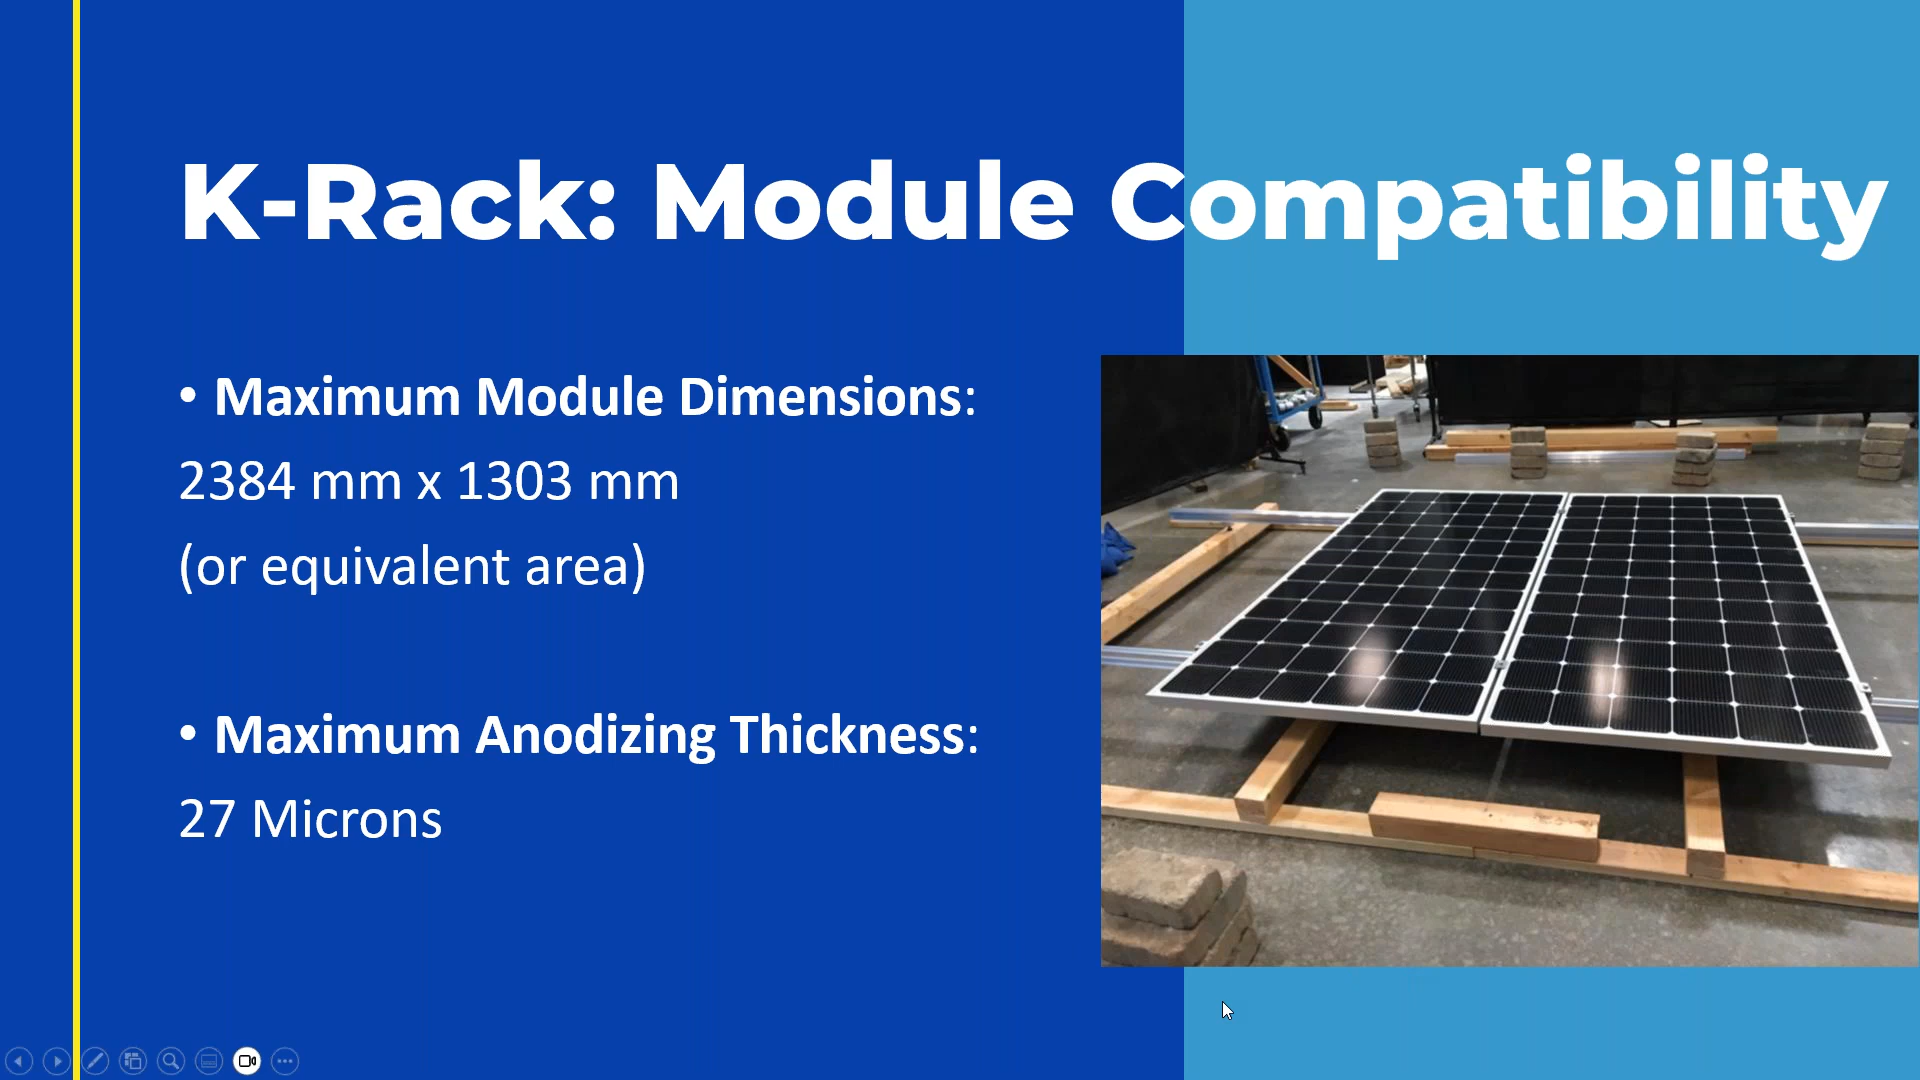 K-Rack: Module Compatibility
• Maximum Module Dimensions:
2384 mm x 1303 mm
(or equivalent area)
• Maximum Anodizing Thickness:
27 Microns